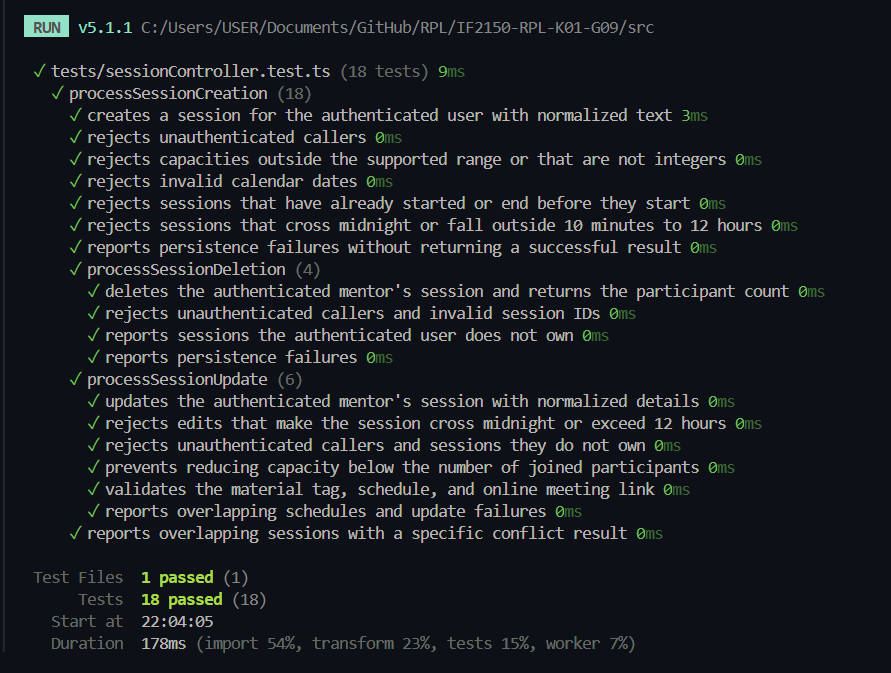 RUN v5.1.1 C:/Users/USER/Documents/GitHub/RPL/IF2150-RPL-K01-G09/src
✓ tests/sessionController.test.ts (18 tests) 9ms
✓ processSessionCreation (18)
✓ creates a session for the authenticated user with normalized text 3ms
✓ rejects unauthenticated callers 0ms
✓ rejects capacities outside the supported range or that are not integers 0ms
✓ rejects invalid calendar dates 0ms
✓ rejects sessions that have already started or end before they start 0ms
✓ rejects sessions that cross midnight or fall outside 10 minutes to 12 hours 0ms
✓ reports persistence failures without returning a successful result 0ms
✓ processSessionDeletion (4)
✓ deletes the authenticated mentor's session and returns the participant count 0ms
✓ rejects unauthenticated callers and invalid session IDs 0ms
✓ reports sessions the authenticated user does not own 0ms
✓ reports persistence failures 0ms
✓ processSessionUpdate (6)
✓ updates the authenticated mentor's session with normalized details 0ms
✓ rejects edits that make the session cross midnight or exceed 12 hours 0ms
✓ rejects unauthenticated callers and sessions they do not own 0ms
✓ prevents reducing capacity below the number of joined participants 0ms
✓ validates the material tag, schedule, and online meeting link 0ms
✓ reports overlapping schedules and update failures 0ms
✓ reports overlapping sessions with a specific conflict result 0ms
Test Files 1 passed (1)
Tests 18 passed (18)
Start at 22:04:05
Duration 178ms (import 54%, transform 23%, tests 15%, worker 7%)